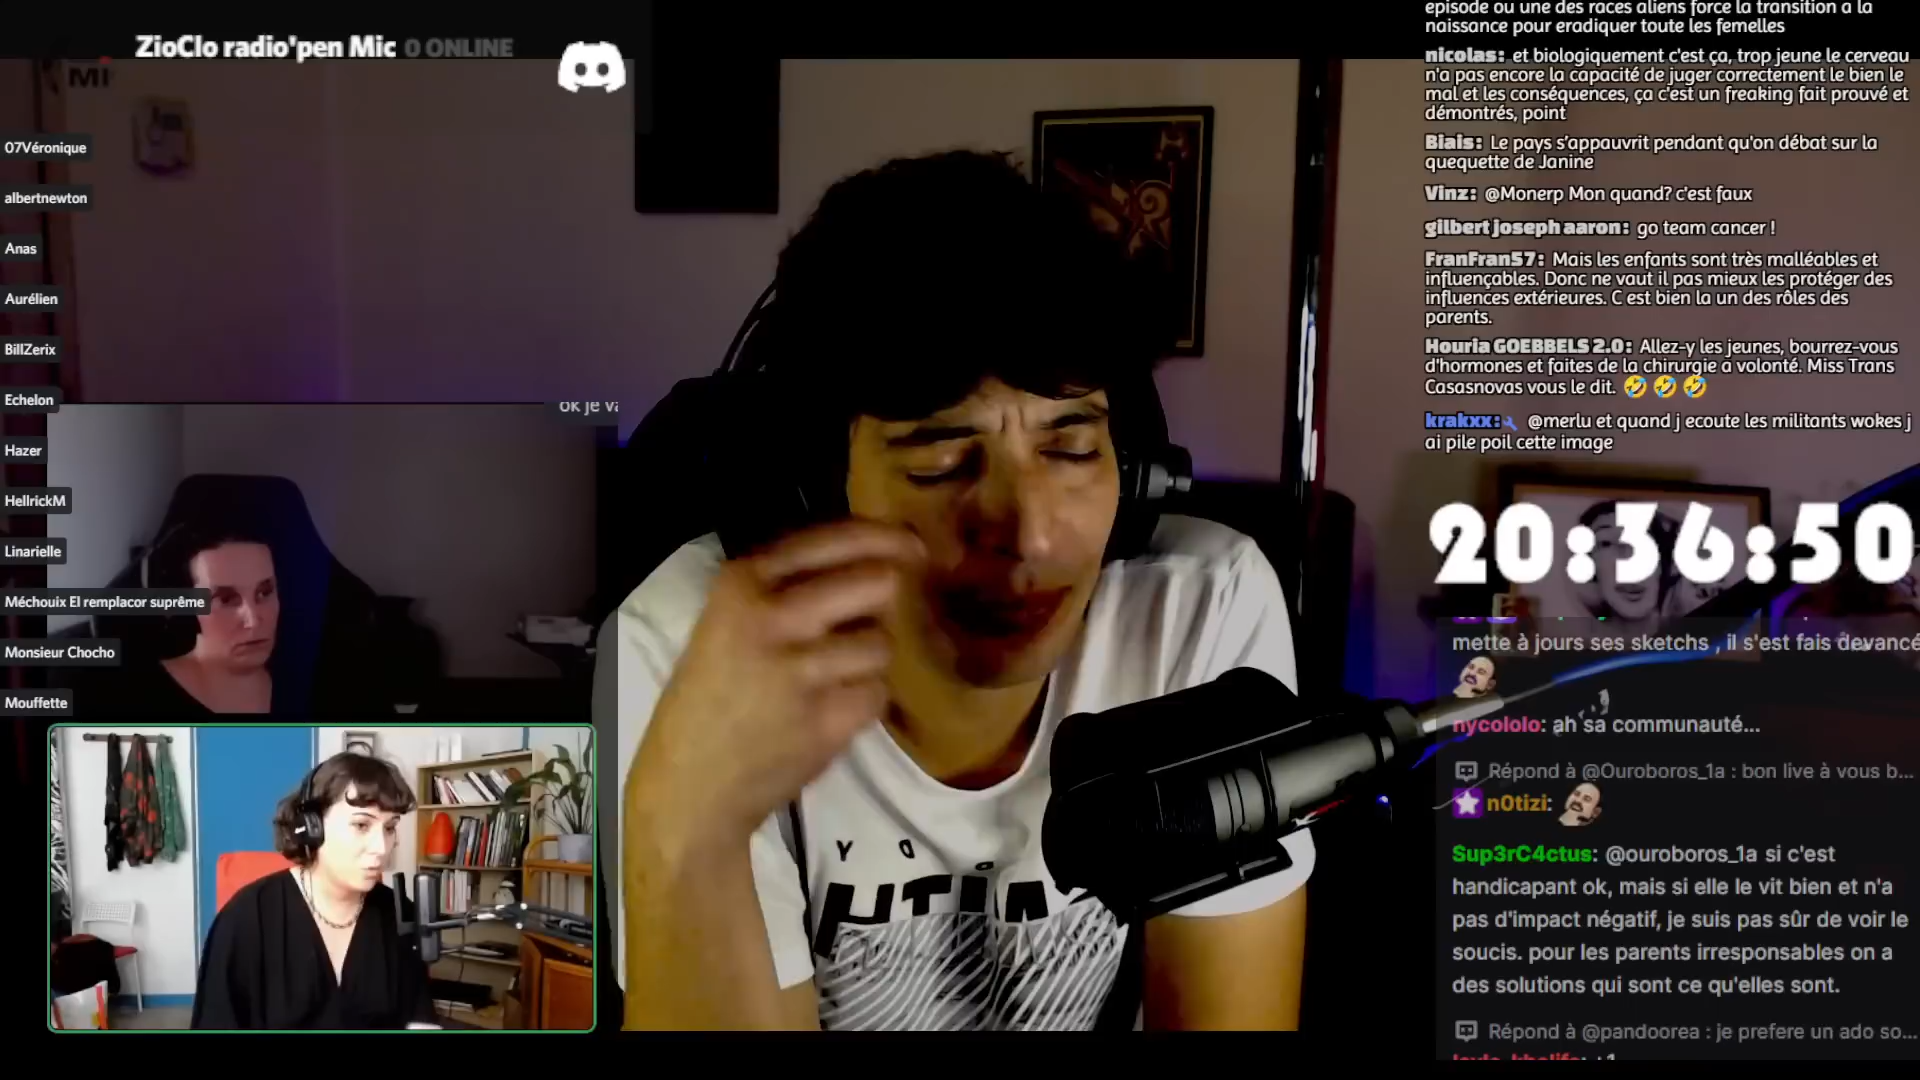 ZioClo radio'pen Mic 0 ONLINE
MI
07Véronique
albertnewton
Anas
Aurélien
BillZerix
Echelon
Hazer
HellrickM
Linarielle
Méchouix El remplacor suprême
Monsieur Chocho
Mouffette
ok je va
episode ou une des races aliens force la transition a la
naissance pour eradiquer toute les femelles
nicolas: et biologiquement c'est ça, trop jeune le cerveau
n'a pas encore la capacité de juger correctement le bien le
mal et les conséquences, ça c'est un freaking fait prouvé et
démontrés, point
Biais: Le pays s'appauvrit pendant qu'on débat sur la
quequette de Janine
Vinz: @Monerp Mon quand? c'est faux
gilbert joseph aaron: go team cancer !
FranFran57: Mais les enfants sont très malléables et
influençables. Donc ne vaut il pas mieux les protéger des
influences extérieures. C est bien la un des rôles des
parents.
Houria GOEBBELS 2.0: Allez-y les jeunes, bourrez-vous
d'hormones et faites de la chirurgie à volonté. Miss Trans
Casasnovas vous le dit. 🤣 🤣 🤣
krakxx: @merlu et quand j ecoute les militants wokes j
ai pile poil cette image
20:36:50
mette à jours ses sketchs , il s'est fais devancé
nycololo: ah sa communauté...
Répond à @Ouroboros_1a : bon live à vous b...
n0tizi:
Sup3rC4ctus: @ouroboros_1a si c'est
handicapant ok, mais si elle le vit bien et n'a
pas d'impact négatif, je suis pas sûr de voir le
soucis. pour les parents irresponsables on a
des solutions qui sont ce qu'elles sont.
Répond à @pandoorea : je prefere un ado so...